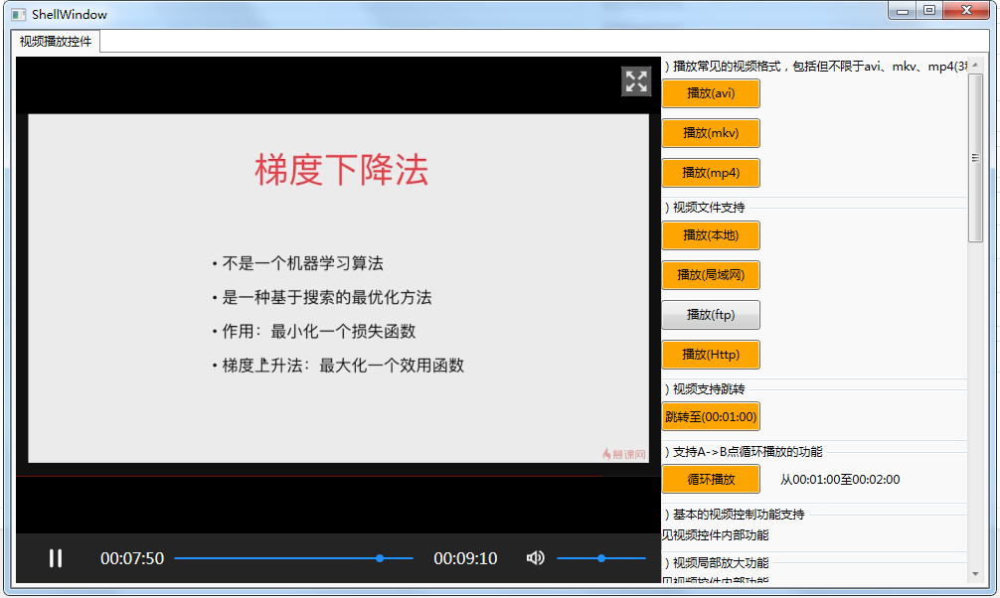 ShellWindow
视频播放控件
梯度下降法
• 不是一个机器学习算法
• 是一种基于搜索的最优化方法
• 作用：最小化一个损失函数
• 梯度上升法：最大化一个效用函数
慕课网
00:07:50
00:09:10
) 播放常见的视频格式，包括但不限于avi、mkv、mp4(3
播放(avi)
播放(mkv)
播放(mp4)
) 视频文件支持
播放(本地)
播放(局域网)
播放(ftp)
播放(Http)
) 视频支持跳转
跳转至(00:01:00)
) 支持A->B点循环播放的功能
循环播放 从00:01:00至00:02:00
) 基本的视频控制功能支持
见视频控件内部功能
) 视频局部放大功能
见视频控件内部功能